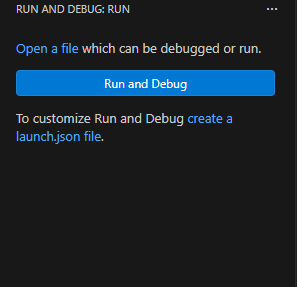 RUN AND DEBUG: RUN
Open a file which can be debugged or run.
Run and Debug
To customize Run and Debug create a
launch.json file.